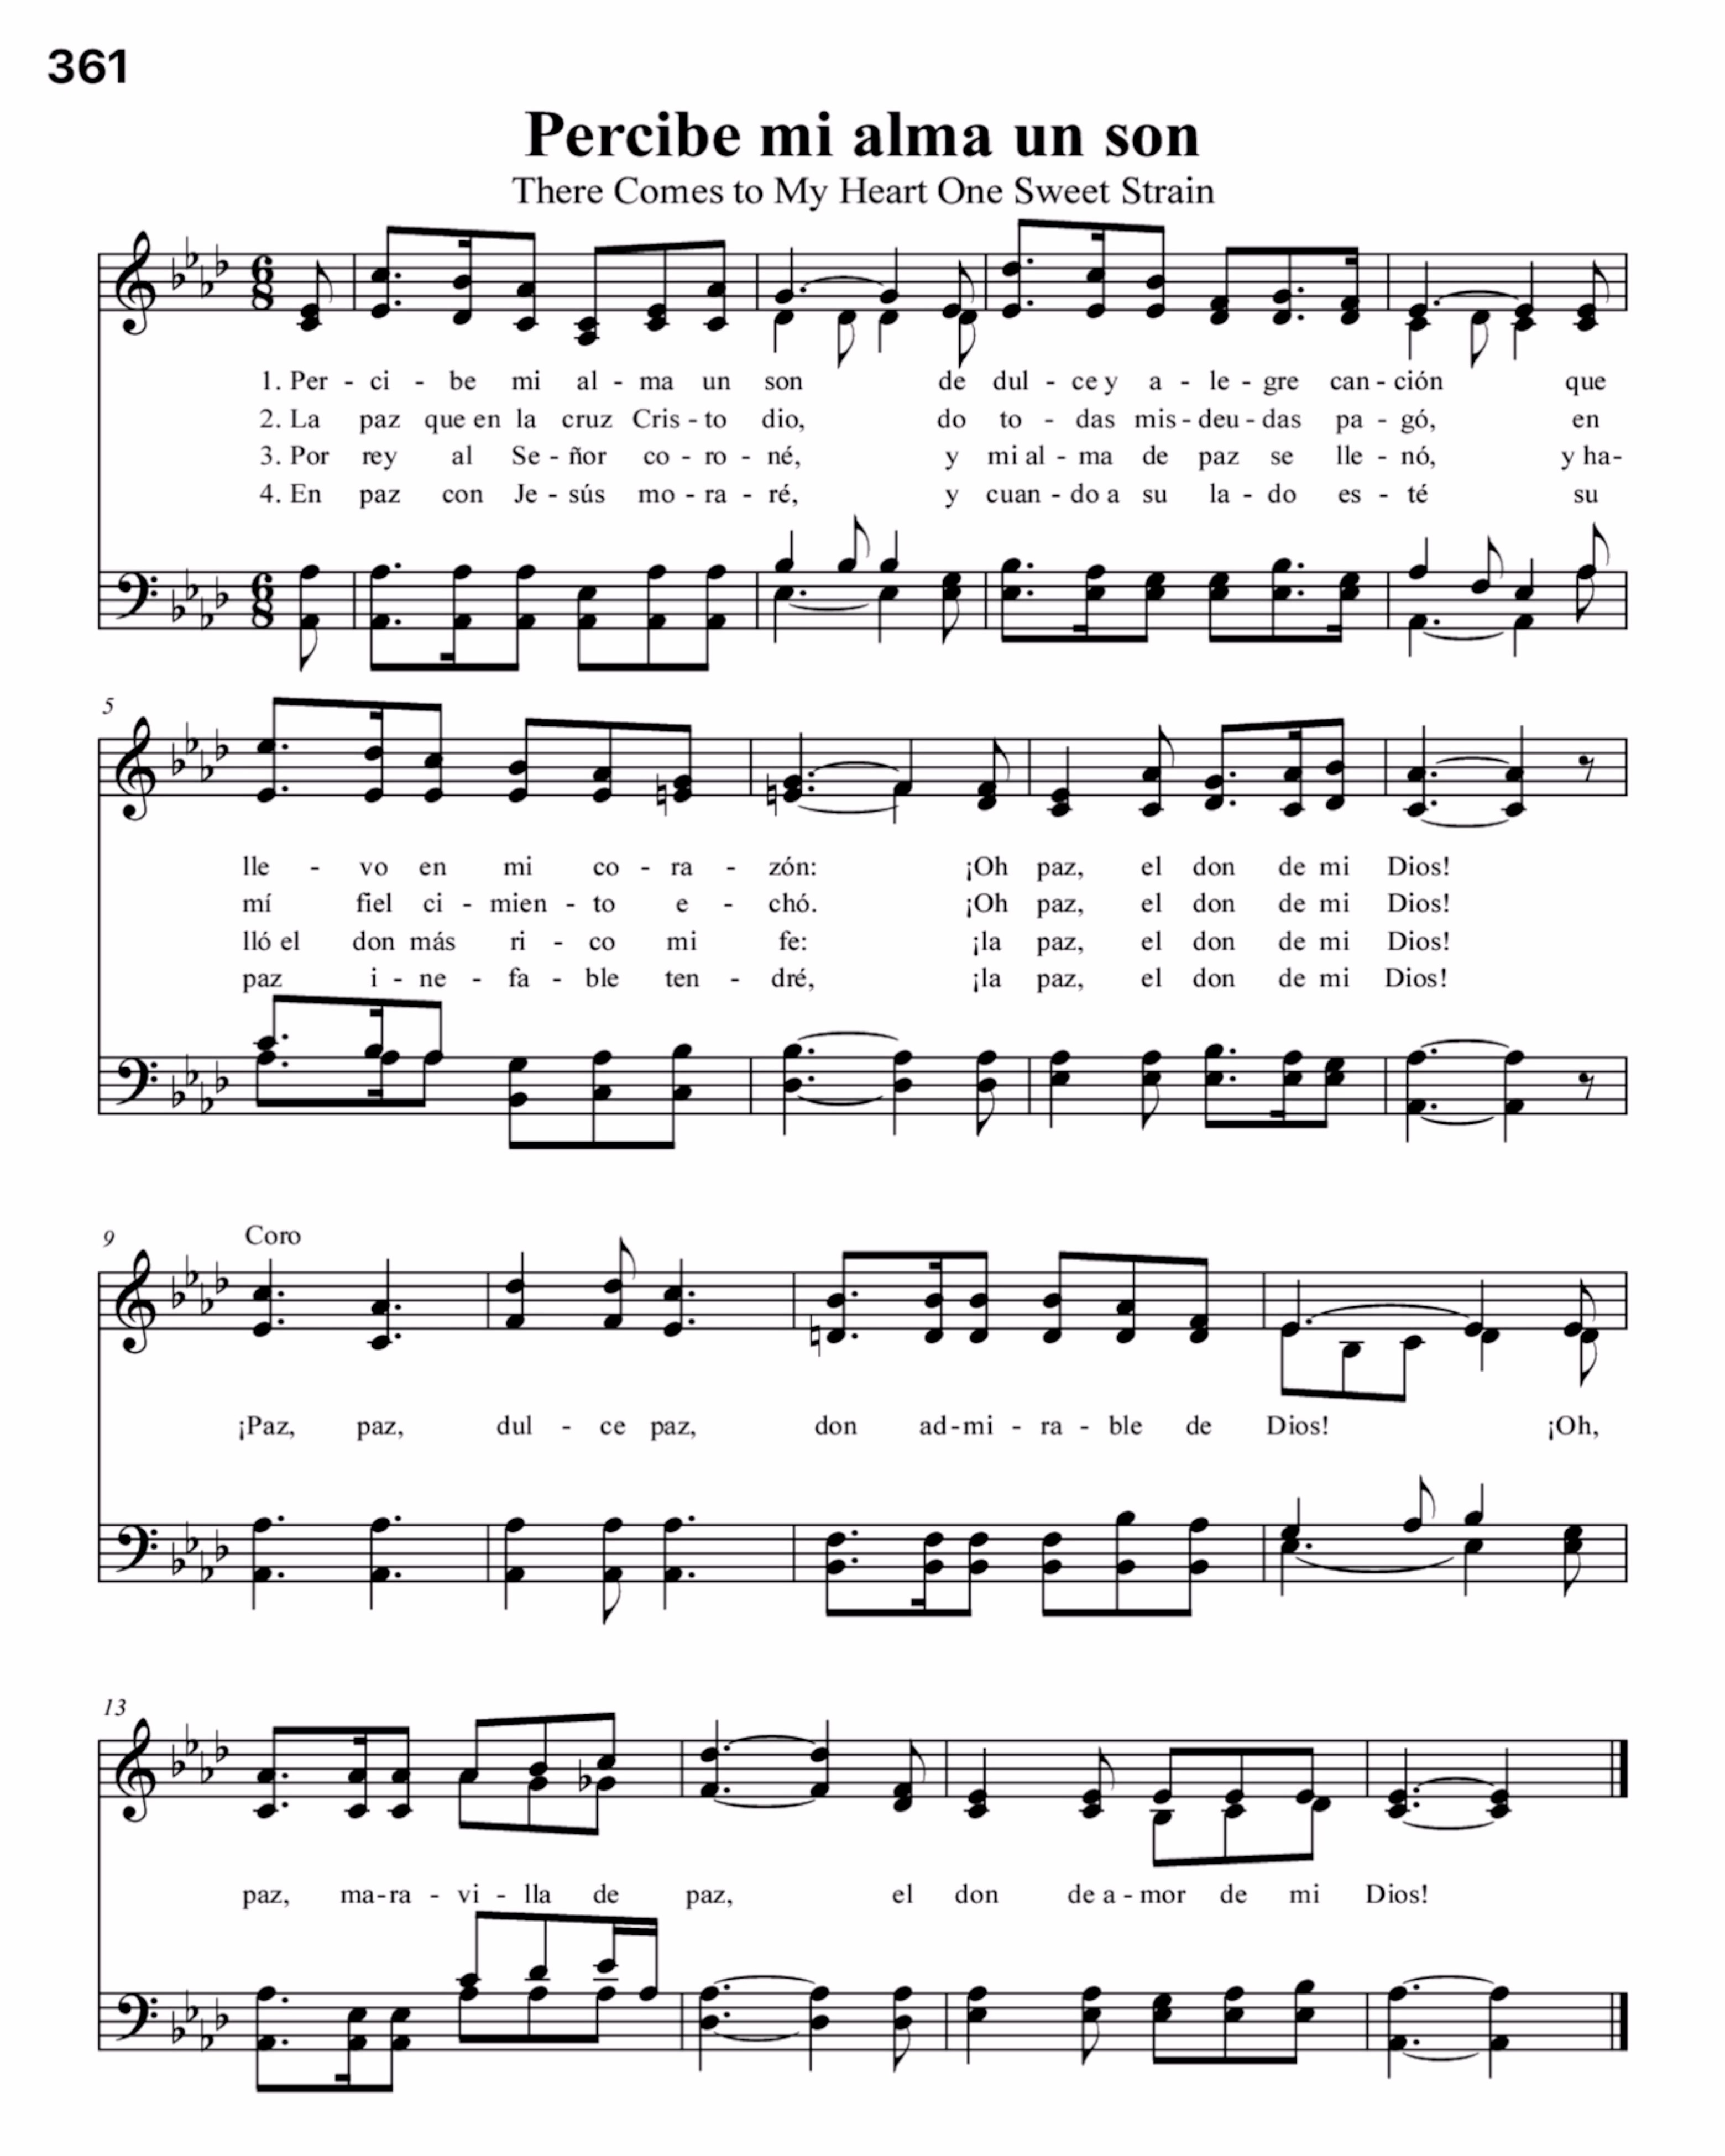 361
Percibe mi alma un son
There Comes to My Heart One Sweet Strain
6 8
1. Per - ci - be mi al - ma un son de dul - ce y a - le - gre can - ción que
2. La paz que en la cruz Cris - to dio, do to - das mis - deu - das pa - gó, en
3. Por rey al Se - ñor co - ro - né, y mi al - ma de paz se lle - nó, y ha-
4. En paz con Je - sús mo - ra - ré, y cuan - do a su la - do es - té su
6 8
5
lle - vo en mi co - ra - zón: ¡Oh paz, el don de mi Dios!
mí fiel ci - mien - to e - chó. ¡Oh paz, el don de mi Dios!
lló el don más ri - co mi fe: ¡la paz, el don de mi Dios!
paz i - ne - fa - ble ten - dré, ¡la paz, el don de mi Dios!
9
Coro
¡Paz, paz, dul - ce paz, don ad - mi - ra - ble de Dios! ¡Oh,
13
paz, ma - ra - vi - lla de paz, el don de a - mor de mi Dios!